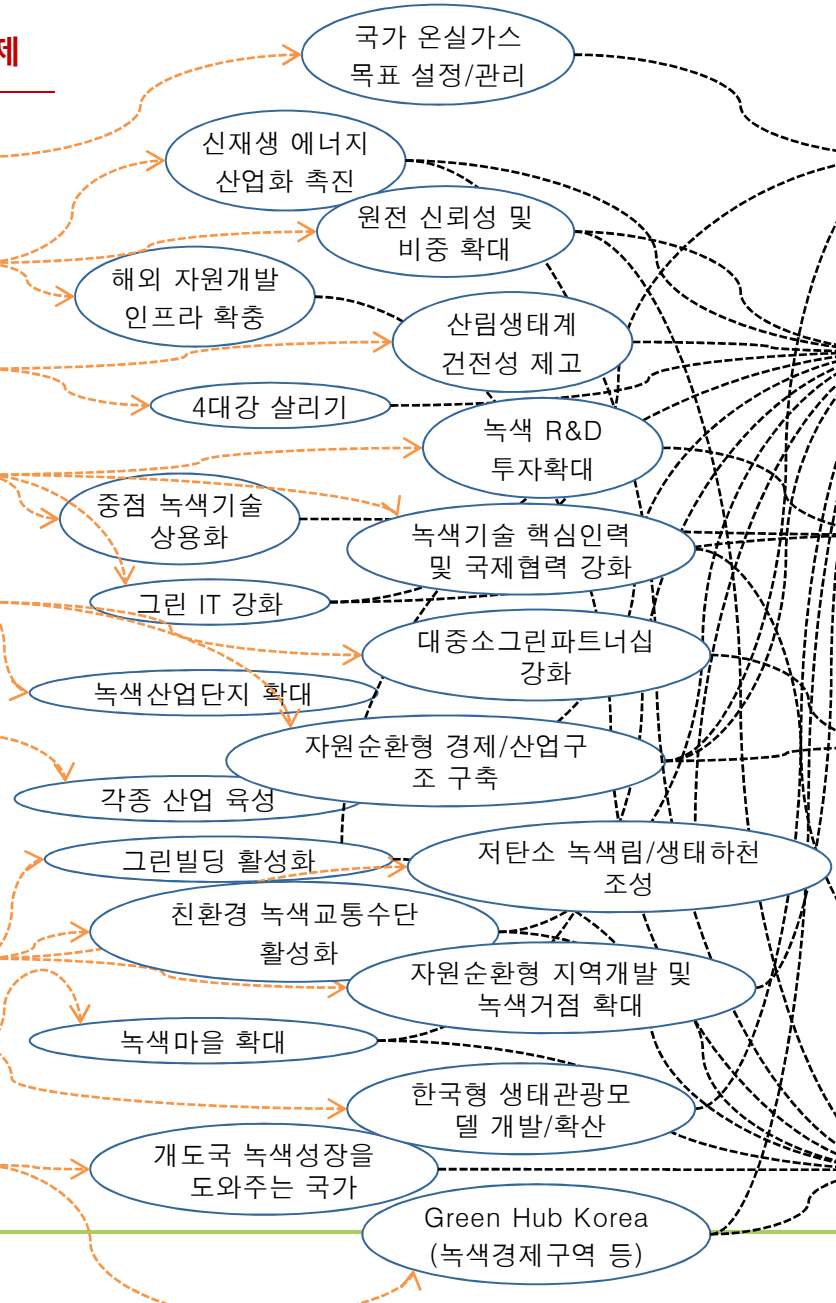 제
국가 온실가스
목표 설정/관리
신재생 에너지
산업화 촉진
원전 신뢰성 및
비중 확대
해외 자원개발
인프라 확충
산림생태계
건전성 제고
4대강 살리기
녹색 R&D
투자확대
중점 녹색기술
상용화
녹색기술 핵심인력
및 국제협력 강화
그린 IT 강화
대중소그린파트너십
강화
녹색산업단지 확대
자원순환형 경제/산업구
조 구축
각종 산업 육성
그린빌딩 활성화
저탄소 녹색림/생태하천
조성
친환경 녹색교통수단
활성화
자원순환형 지역개발 및
녹색거점 확대
녹색마을 확대
한국형 생태관광모
델 개발/확산
개도국 녹색성장을
도와주는 국가
Green Hub Korea
(녹색경제구역 등)